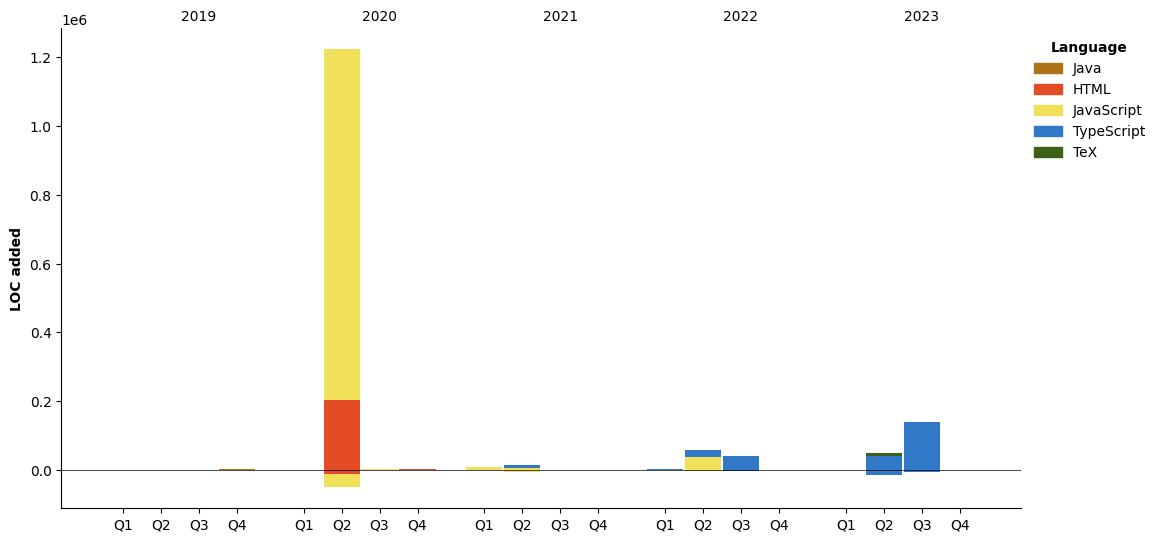 1e6
2019 2020 2021 2022 2023
Language
Java
HTML
JavaScript
TypeScript
TeX
LOC added
1.2
1.0
0.8
0.6
0.4
0.2
0.0
Q1 Q2 Q3 Q4 Q1 Q2 Q3 Q4 Q1 Q2 Q3 Q4 Q1 Q2 Q3 Q4 Q1 Q2 Q3 Q4